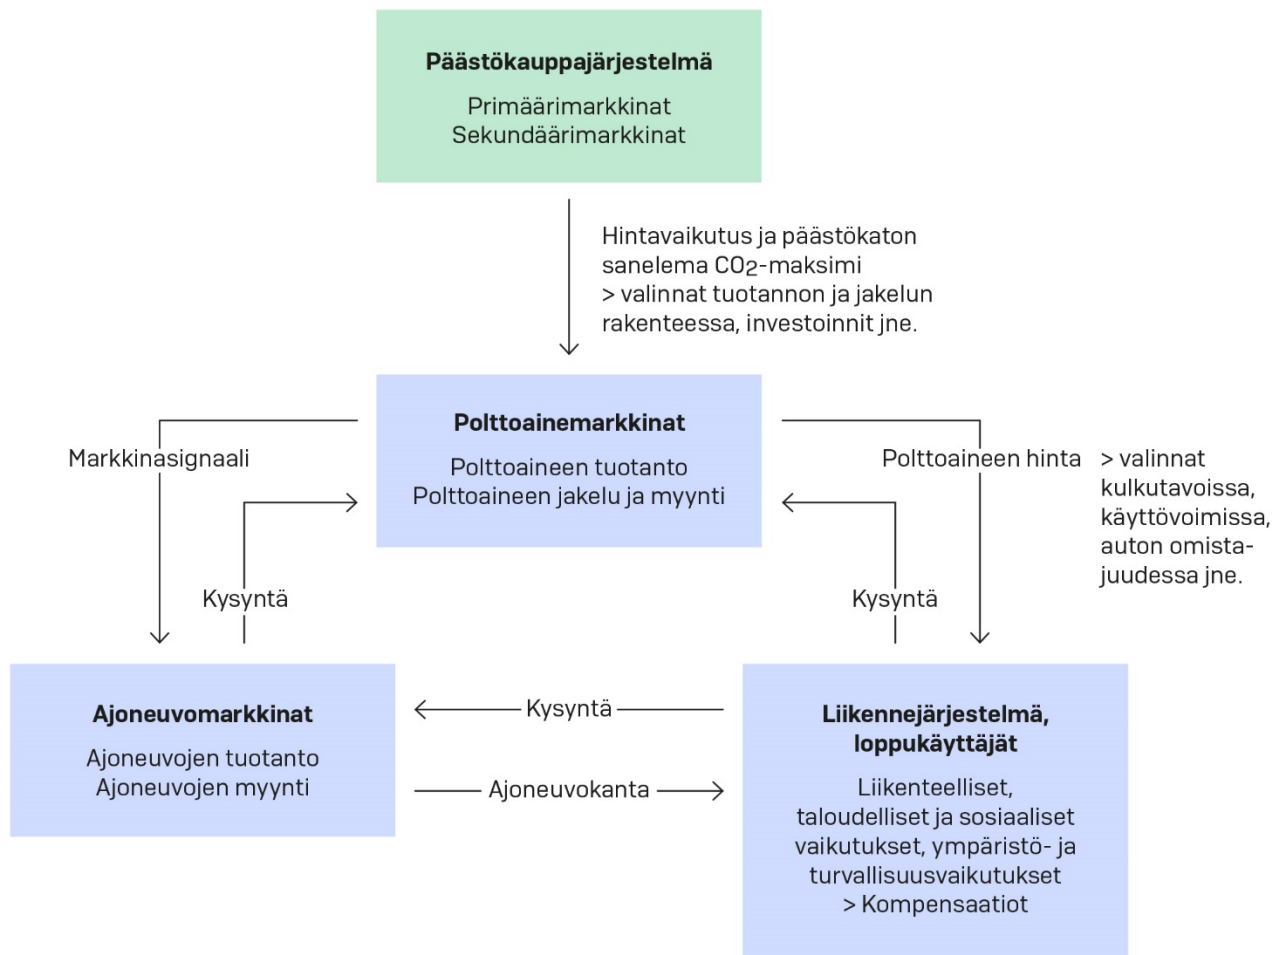 Päästökauppajärjestelmä
Primäärimarkkinat
Sekundäärimarkkinat
Hintavaikutus ja päästökaton
sanelema CO2-maksimi
> valinnat tuotannon ja jakelun
rakenteessa, investoinnit jne.
Polttoainemarkkinat
Polttoaineen tuotanto
Polttoaineen jakelu ja myynti
Markkinasignaali
Polttoaineen hinta
> valinnat
kulkutavoissa,
käyttövoimissa,
auton omista-
juudessa jne.
Kysyntä
Kysyntä
Ajoneuvomarkkinat
Ajoneuvojen tuotanto
Ajoneuvojen myynti
Kysyntä
Ajoneuvokanta
Liikennejärjestelmä,
loppukäyttäjät
Liikenteelliset,
taloudelliset ja sosiaaliset
vaikutukset, ympäristö- ja
turvallisuusvaikutukset
> Kompensaatiot